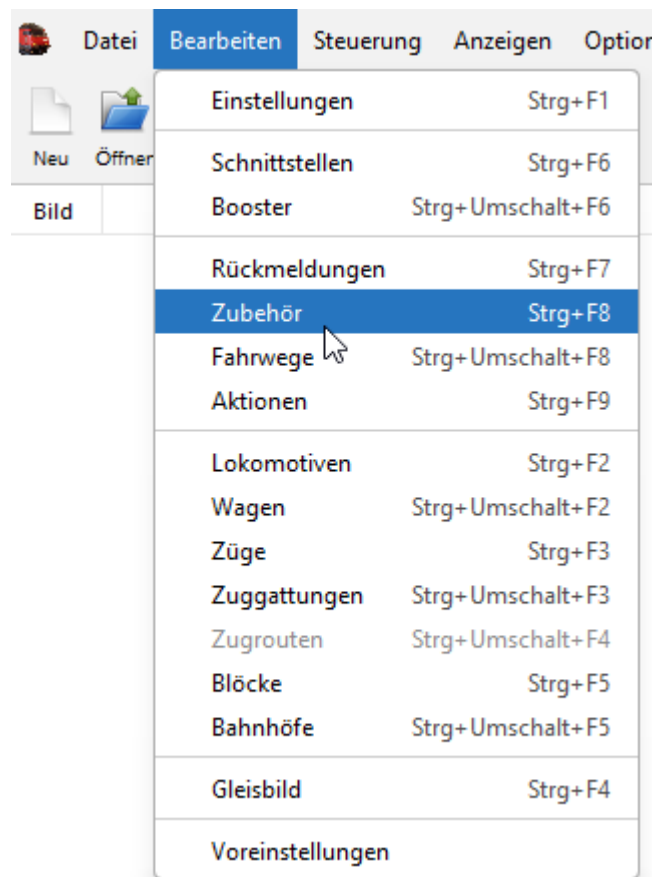 Datei Bearbeiten Steuerung Anzeigen Option
Neu Öffnen
Bild
Einstellungen Strg+F1
Schnittstellen Strg+F6
Booster Strg+Umschalt+F6
Rückmeldungen Strg+F7
Zubehör Strg+F8
Fahrwege Strg+Umschalt+F8
Aktionen Strg+F9
Lokomotiven Strg+F2
Wagen Strg+Umschalt+F2
Züge Strg+F3
Zuggattungen Strg+Umschalt+F3
Zugrouten Strg+Umschalt+F4
Blöcke Strg+F5
Bahnhöfe Strg+Umschalt+F5
Gleisbild Strg+F4
Voreinstellungen